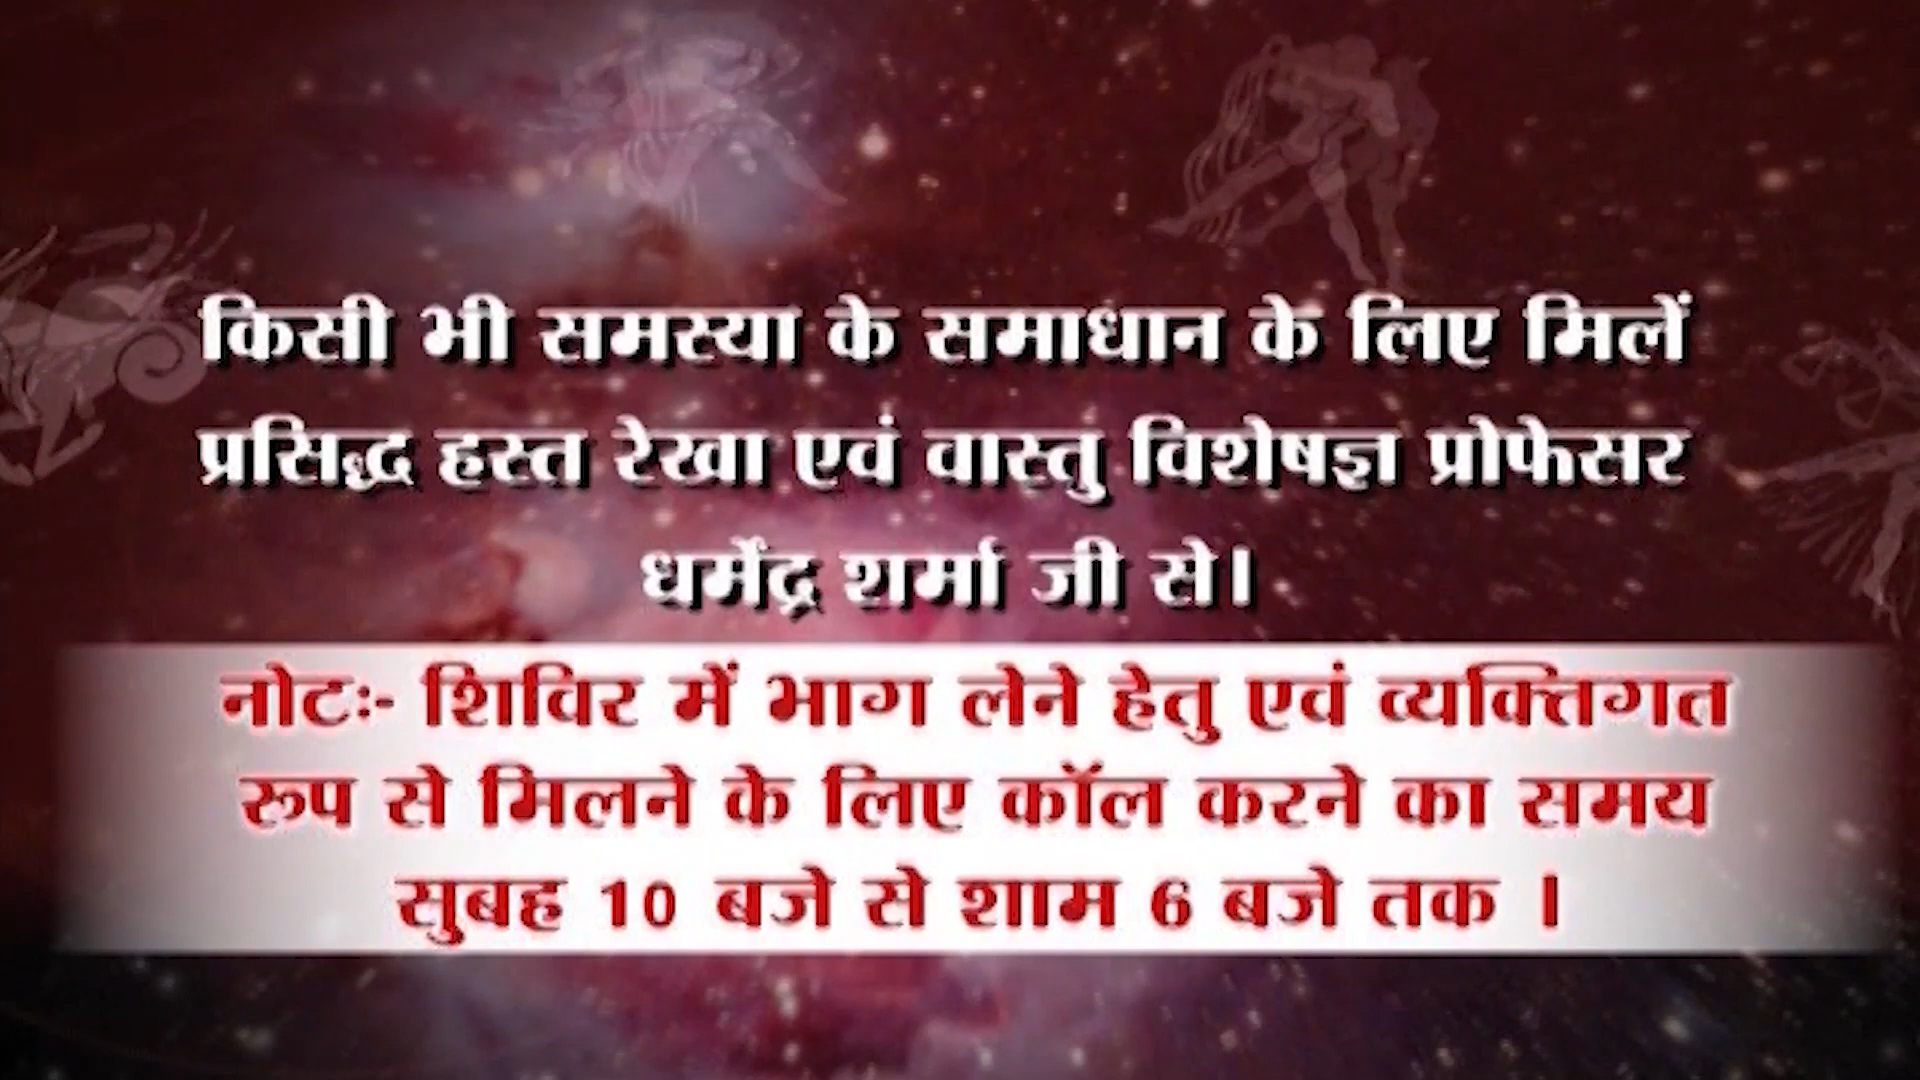 किसी भी समस्या के समाधान के लिए मिलें
प्रसिद्ध हस्त रेखा एवं वास्तु विशेषज्ञ प्रोफेसर
धर्मेंद्र शर्मा जी से।
नोटः- शिविर में भाग लेने हेतु एवं व्यक्तिगत
रूप से मिलने के लिए कॉल करने का समय
सुबह 10 बजे से शाम 6 बजे तक ।